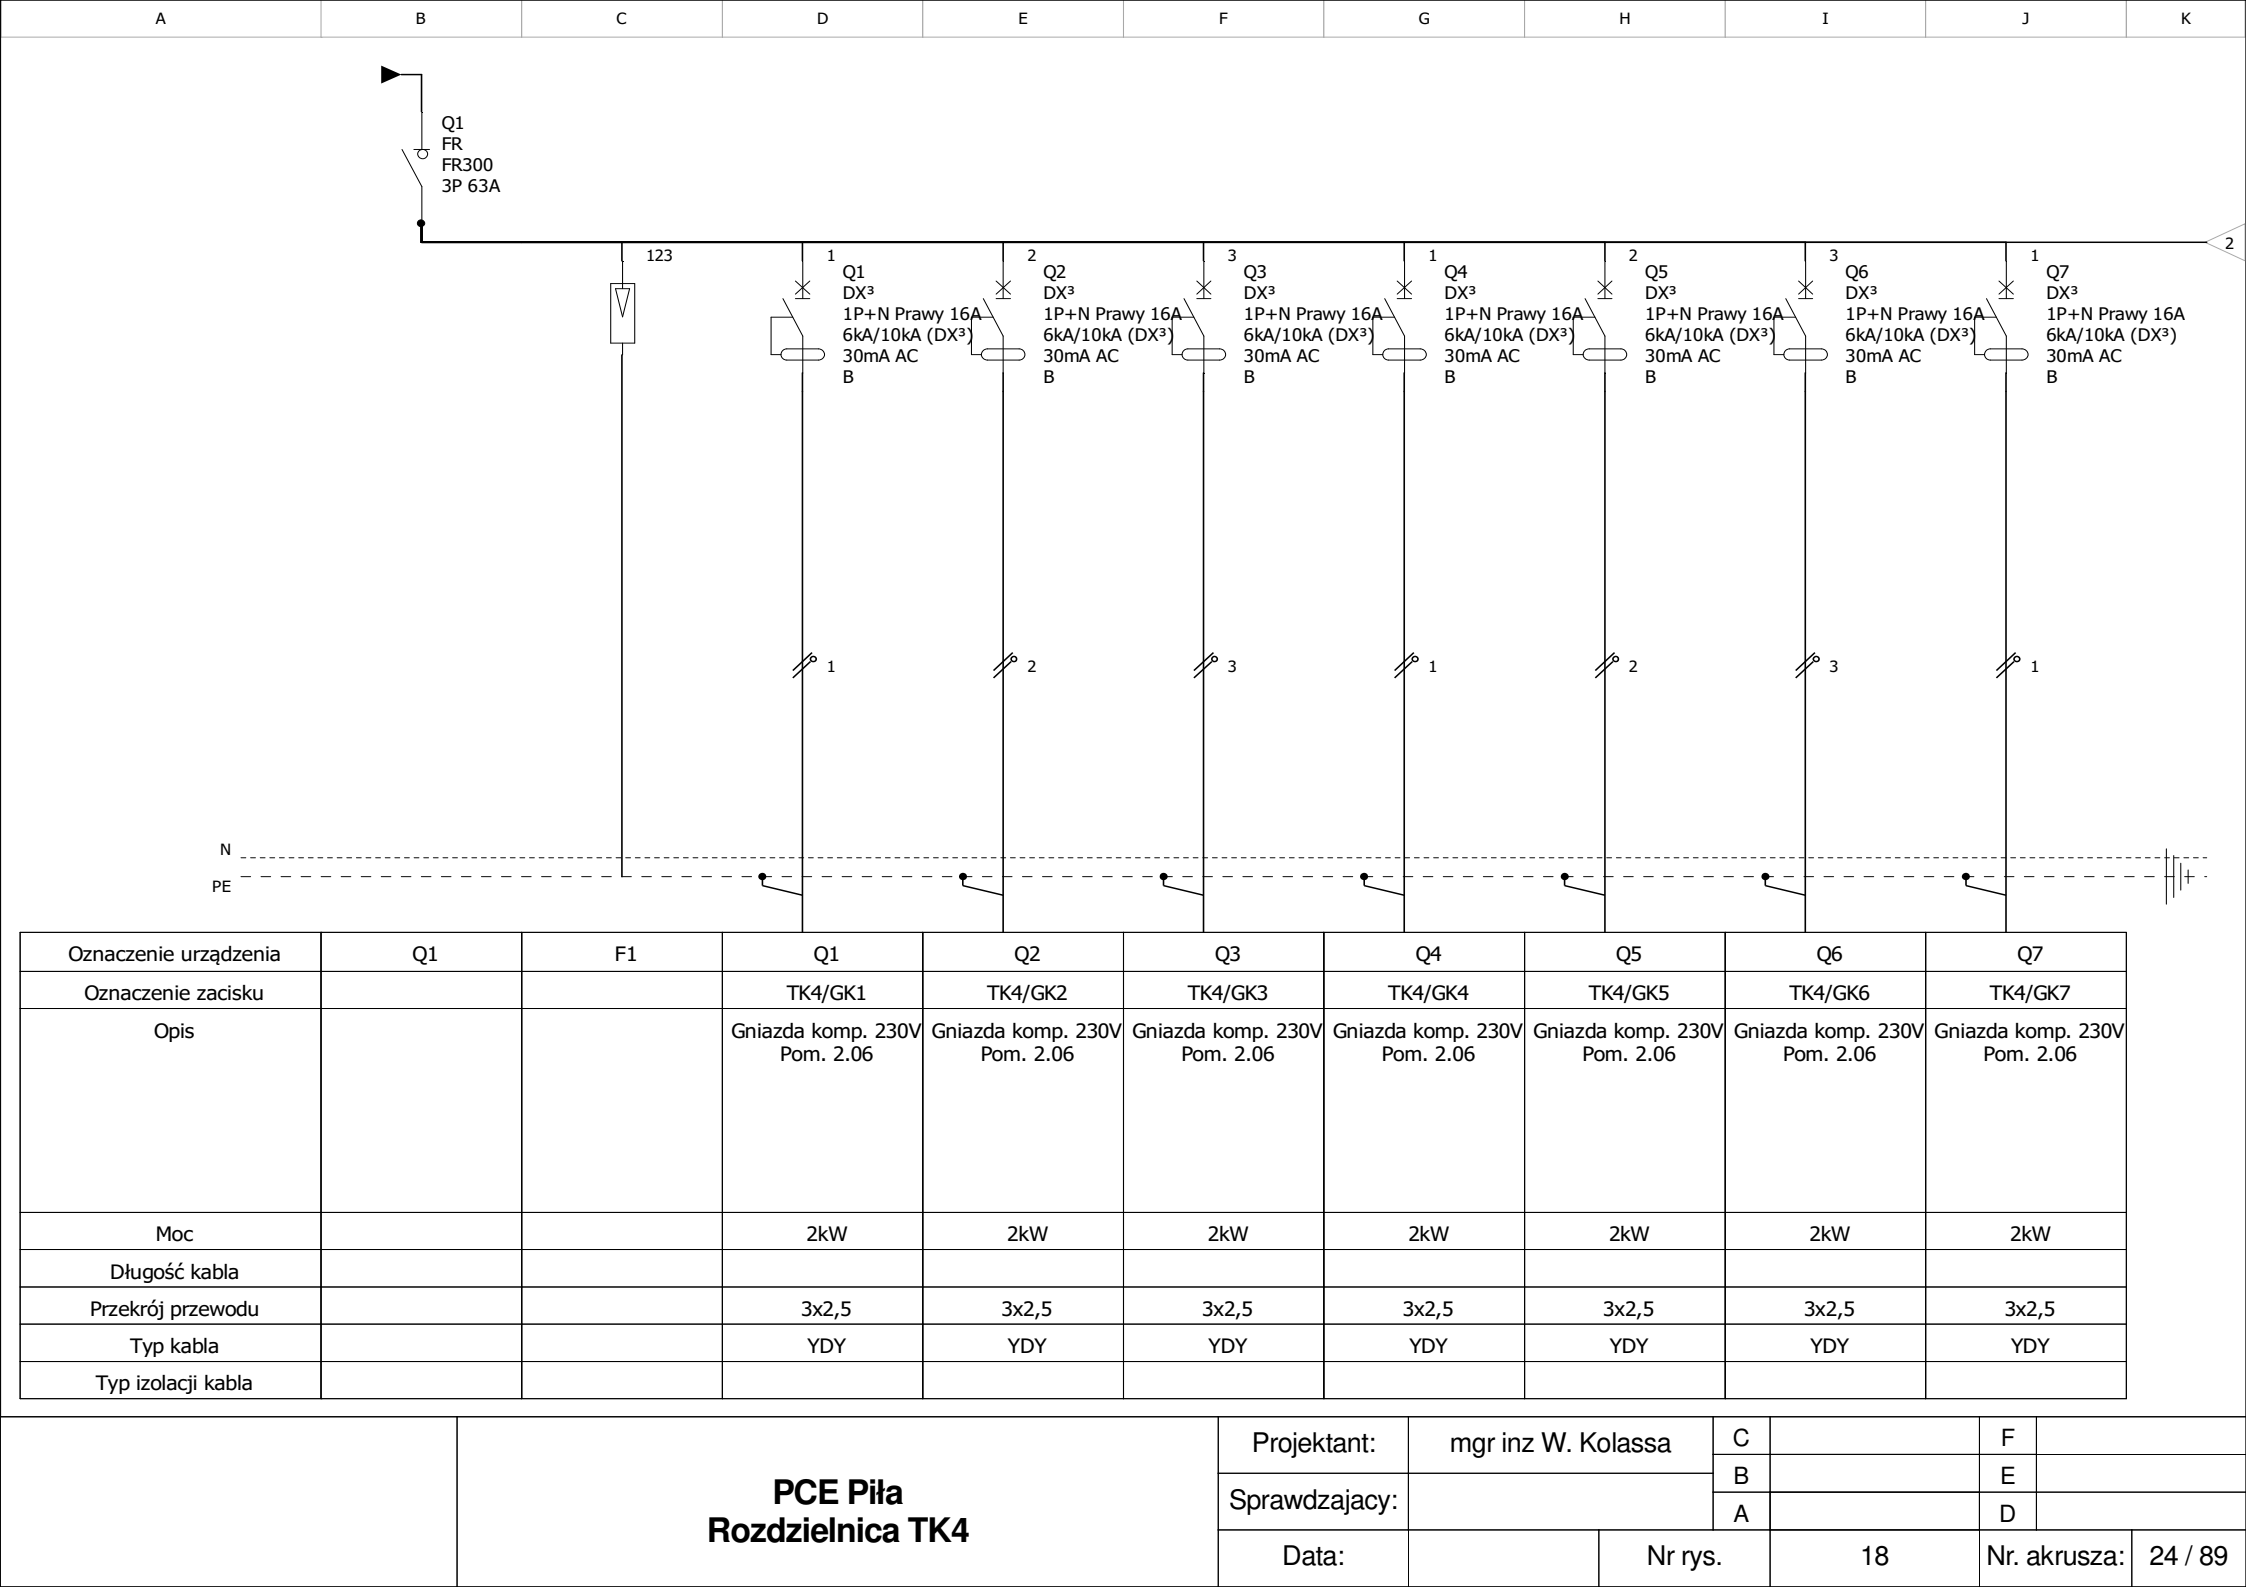 A B C D E F G H I J K
Q1
FR
FR300
3P 63A
2
123 1 2 3 1 2 3 1
Q1 Q2 Q3 Q4 Q5 Q6 Q7
DX³ DX³ DX³ DX³ DX³ DX³ DX³
1P+N Prawy 16A 1P+N Prawy 16A 1P+N Prawy 16A 1P+N Prawy 16A 1P+N Prawy 16A 1P+N Prawy 16A 1P+N Prawy 16A
6kA/10kA (DX³) 6kA/10kA (DX³) 6kA/10kA (DX³) 6kA/10kA (DX³) 6kA/10kA (DX³) 6kA/10kA (DX³) 6kA/10kA (DX³)
30mA AC 30mA AC 30mA AC 30mA AC 30mA AC 30mA AC 30mA AC
B B B B B B B
1 2 3 1 2 3 1
N
PE
Oznaczenie urządzenia Q1 F1 Q1 Q2 Q3 Q4 Q5 Q6 Q7
Oznaczenie zacisku TK4/GK1 TK4/GK2 TK4/GK3 TK4/GK4 TK4/GK5 TK4/GK6 TK4/GK7
Opis Gniazda komp. 230V Gniazda komp. 230V Gniazda komp. 230V Gniazda komp. 230V Gniazda komp. 230V Gniazda komp. 230V Gniazda komp. 230V
Pom. 2.06 Pom. 2.06 Pom. 2.06 Pom. 2.06 Pom. 2.06 Pom. 2.06 Pom. 2.06
Moc 2kW 2kW 2kW 2kW 2kW 2kW 2kW
Długość kabla
Przekrój przewodu 3x2,5 3x2,5 3x2,5 3x2,5 3x2,5 3x2,5 3x2,5
Typ kabla YDY YDY YDY YDY YDY YDY YDY
Typ izolacji kabla
PCE Piła
Rozdzielnica TK4
Projektant: mgr inz W. Kolassa C F
B E
Sprawdzajacy:
A D
Data: Nr rys. 18 Nr. akrusza: 24 / 89